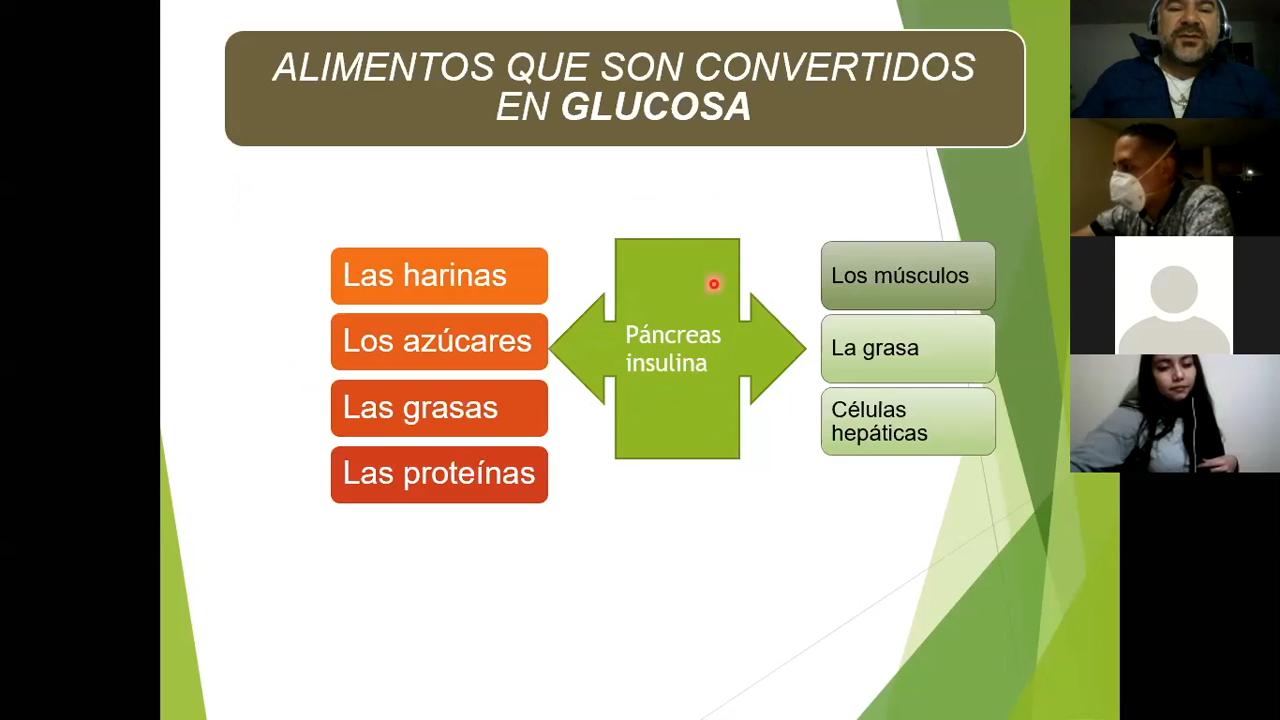 ALIMENTOS QUE SON CONVERTIDOS
EN GLUCOSA
Las harinas
Los azúcares
Las grasas
Las proteínas
Páncreas
insulina
Los músculos
La grasa
Células
hepáticas